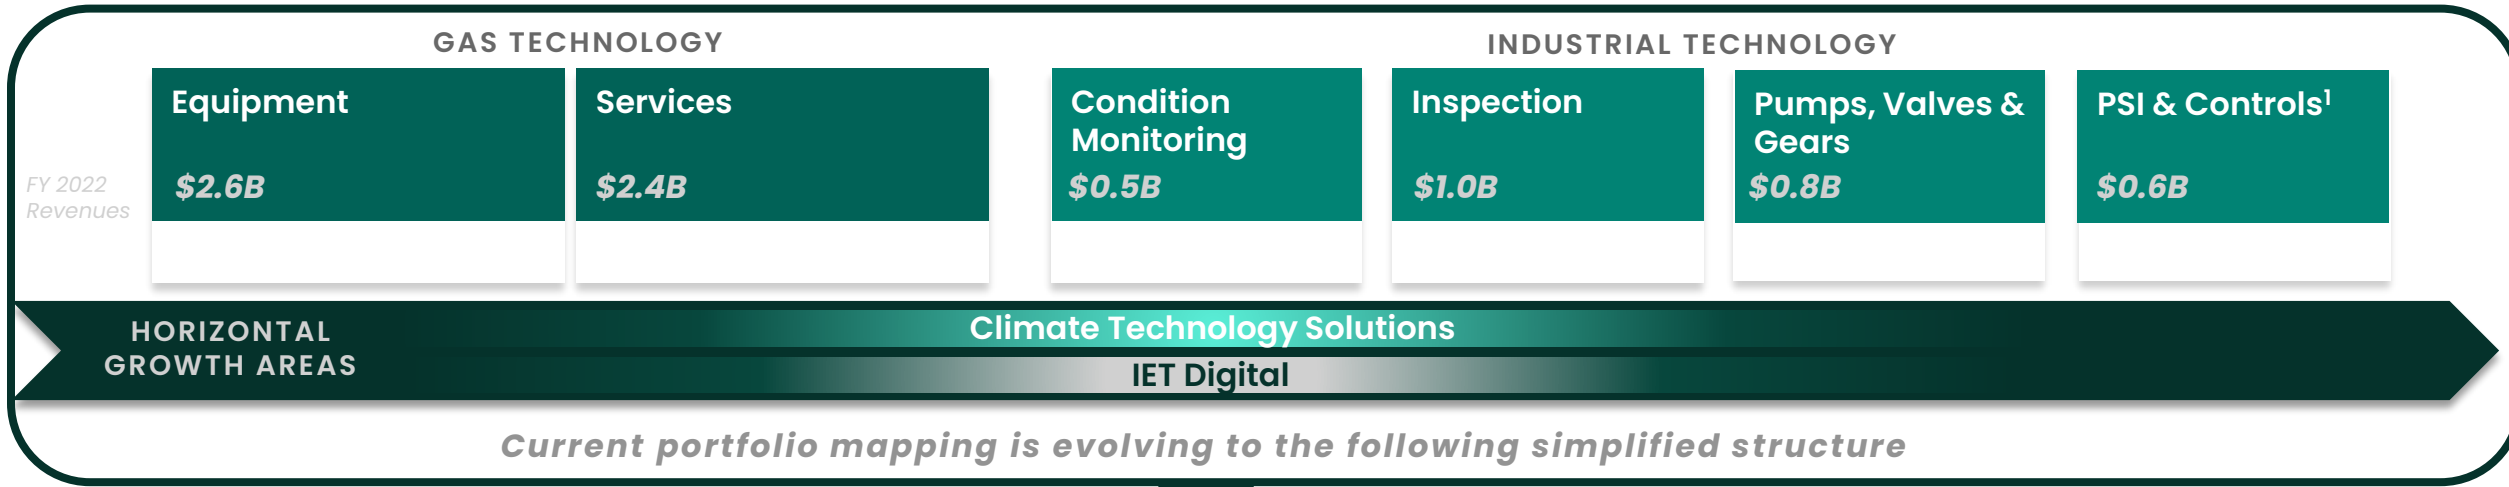 GAS TECHNOLOGY
INDUSTRIAL TECHNOLOGY
Equipment
Services
Condition
Monitoring
Inspection
Pumps, Valves &
Gears
PSI & Controls¹
FY 2022
Revenues
$2.6B
$2.4B
$0.5B
$1.0B
$0.8B
$0.6B
HORIZONTAL
GROWTH AREAS
Climate Technology Solutions
IET Digital
Current portfolio mapping is evolving to the following simplified structure